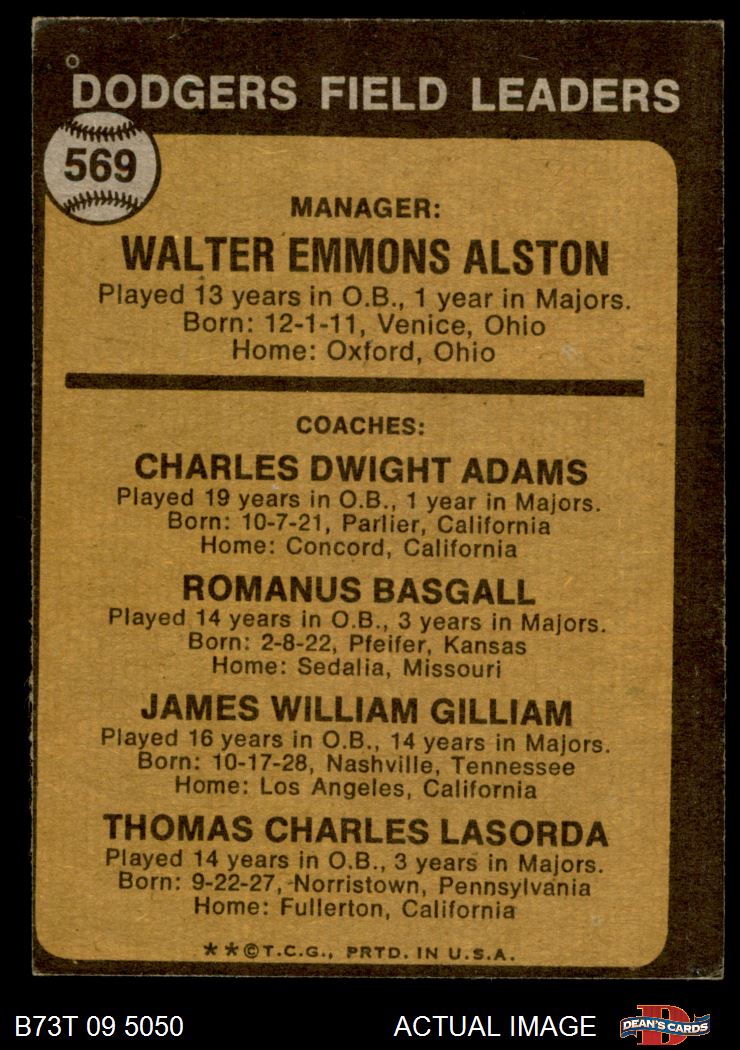 DODGERS FIELD LEADERS
569
MANAGER:
WALTER EMMONS ALSTON
Played 13 years in O.B., 1 year in Majors.
Born: 12-1-11, Venice, Ohio
Home: Oxford, Ohio
COACHES:
CHARLES DWIGHT ADAMS
Played 19 years in O.B., 1 year in Majors.
Born: 10-7-21, Parlier, California
Home: Concord, California
ROMANUS BASGALL
Played 14 years in O.B., 3 years in Majors.
Born: 2-8-22, Pfeifer, Kansas
Home: Sedalia, Missouri
JAMES WILLIAM GILLIAM
Played 16 years in O.B., 14 years in Majors.
Born: 10-17-28, Nashville, Tennessee
Home: Los Angeles, California
THOMAS CHARLES LASORDA
Played 14 years in O.B., 3 years in Majors.
Born: 9-22-27, Norristown, Pennsylvania
Home: Fullerton, California
**©T.C.G., PRTD. IN U.S.A.
B73T 09 5050 ACTUAL IMAGE
D
DEAN'S CARDS